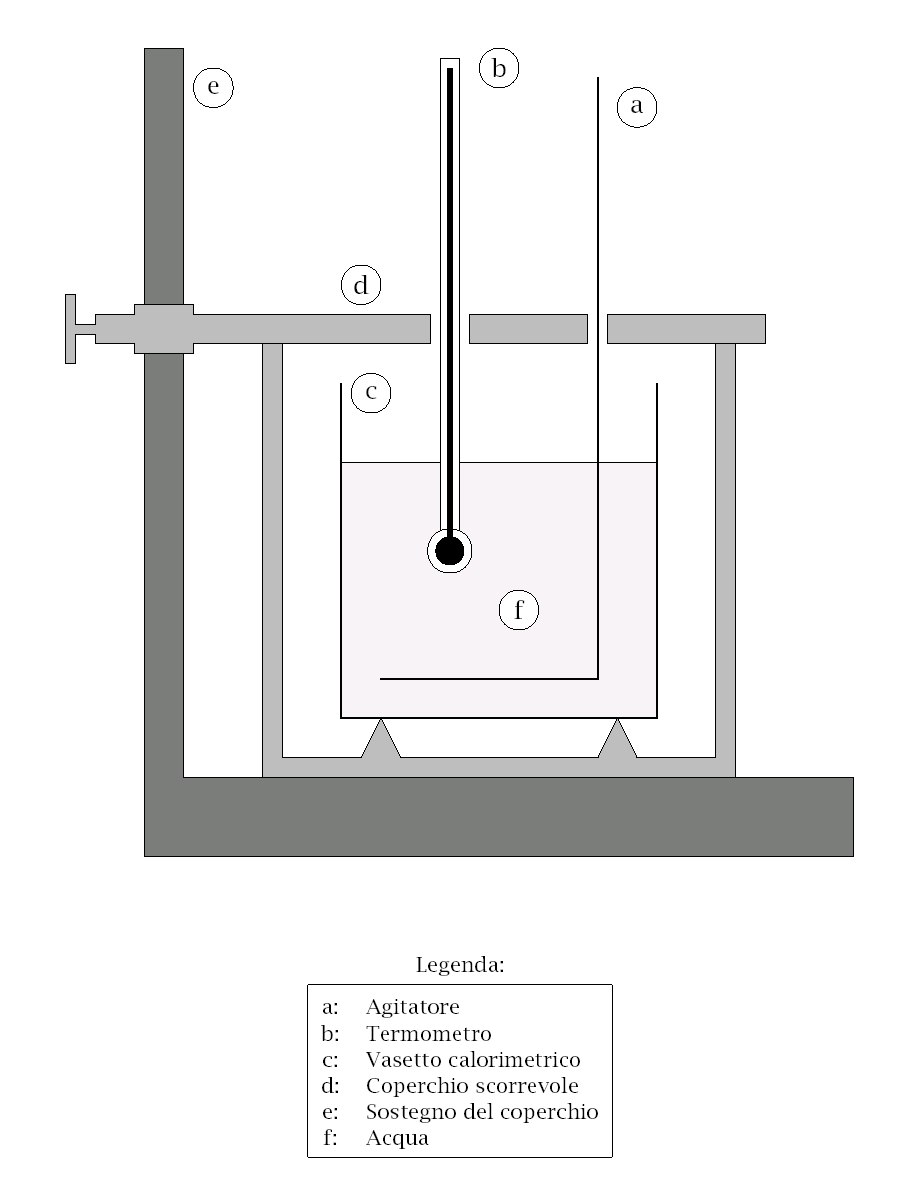 b
e
a
d
c
f
Legenda:
a: Agitatore
b: Termometro
c: Vasetto calorimetrico
d: Coperchio scorrevole
e: Sostegno del coperchio
f: Acqua